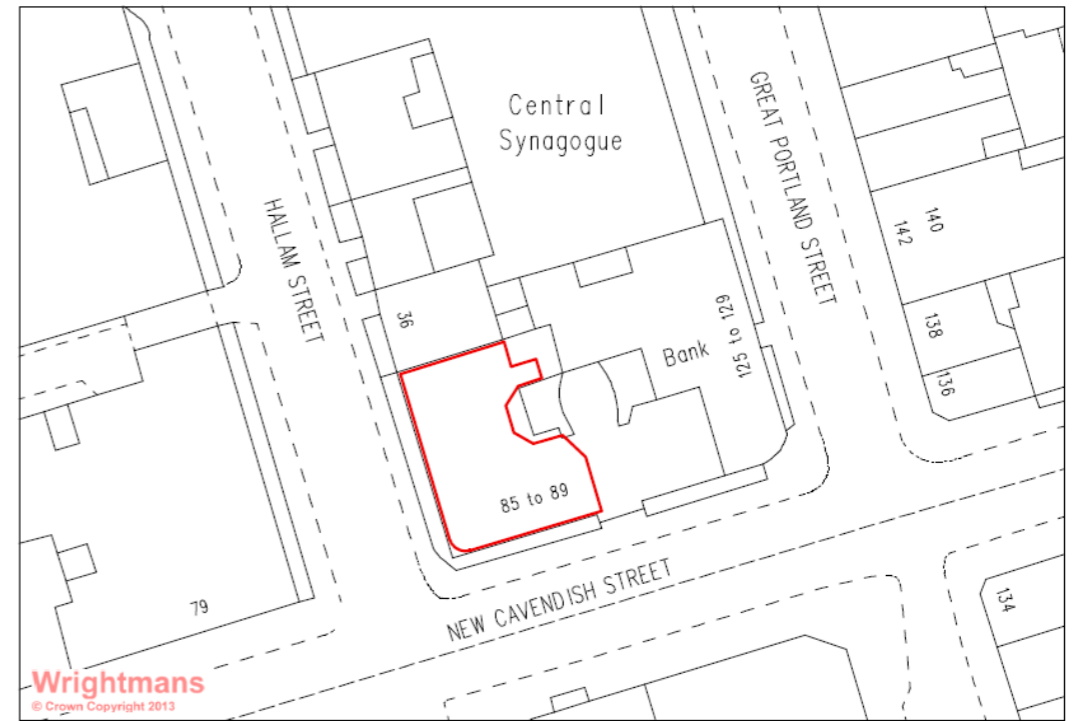 Central
Synagogue
GREAT PORTLAND STREET
140
142
HALLAM STREET
36
125 to 129
Bank
138
136
85 to 89
NEW CAVENDISH STREET
79
134
Wrightmans
© Crown Copyright 2013